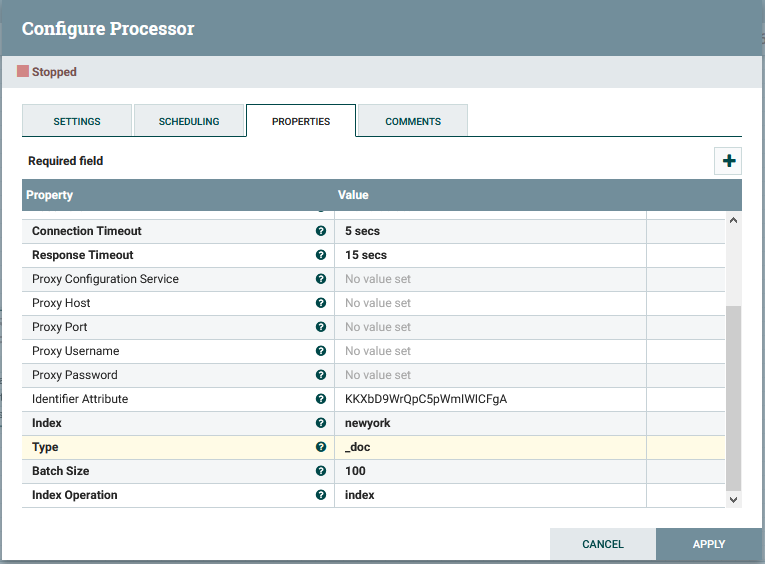 Configure Processor
Stopped
SETTINGS SCHEDULING PROPERTIES COMMENTS
Required field
Property Value
Connection Timeout 5 secs
Response Timeout 15 secs
Proxy Configuration Service No value set
Proxy Host No value set
Proxy Port No value set
Proxy Username No value set
Proxy Password No value set
Identifier Attribute KKXbD9WrQpC5pWmIWICFgA
Index newyork
Type _doc
Batch Size 100
Index Operation index
CANCEL APPLY